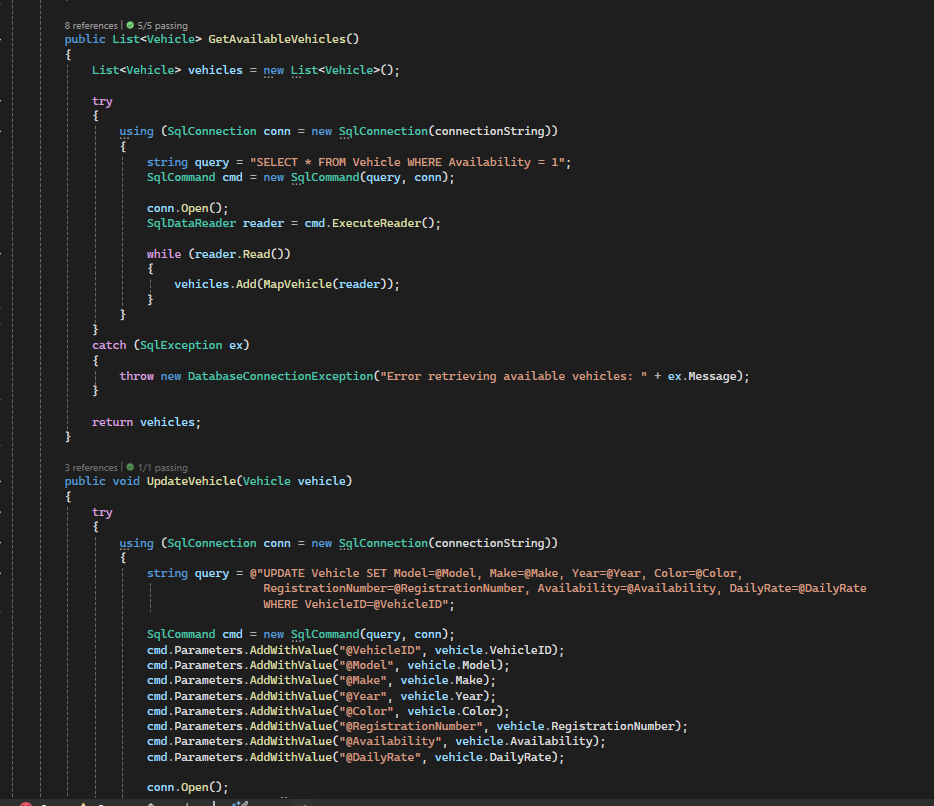 8 references | 5/5 passing
public List<Vehicle> GetAvailableVehicles()
{
    List<Vehicle> vehicles = new List<Vehicle>();

    try
    {
        using (SqlConnection conn = new SqlConnection(connectionString))
        {
            string query = "SELECT * FROM Vehicle WHERE Availability = 1";
            SqlCommand cmd = new SqlCommand(query, conn);

            conn.Open();
            SqlDataReader reader = cmd.ExecuteReader();

            while (reader.Read())
            {
                vehicles.Add(MapVehicle(reader));
            }
        }
    }
    catch (SqlException ex)
    {
        throw new DatabaseConnectionException("Error retrieving available vehicles: " + ex.Message);
    }

    return vehicles;
}

3 references | 1/1 passing
public void UpdateVehicle(Vehicle vehicle)
{
    try
    {
        using (SqlConnection conn = new SqlConnection(connectionString))
        {
            string query = @"UPDATE Vehicle SET Model=@Model, Make=@Make, Year=@Year, Color=@Color,
                             RegistrationNumber=@RegistrationNumber, Availability=@Availability, DailyRate=@DailyRate
                             WHERE VehicleID=@VehicleID";

            SqlCommand cmd = new SqlCommand(query, conn);
            cmd.Parameters.AddWithValue("@VehicleID", vehicle.VehicleID);
            cmd.Parameters.AddWithValue("@Model", vehicle.Model);
            cmd.Parameters.AddWithValue("@Make", vehicle.Make);
            cmd.Parameters.AddWithValue("@Year", vehicle.Year);
            cmd.Parameters.AddWithValue("@Color", vehicle.Color);
            cmd.Parameters.AddWithValue("@RegistrationNumber", vehicle.RegistrationNumber);
            cmd.Parameters.AddWithValue("@Availability", vehicle.Availability);
            cmd.Parameters.AddWithValue("@DailyRate", vehicle.DailyRate);

            conn.Open();